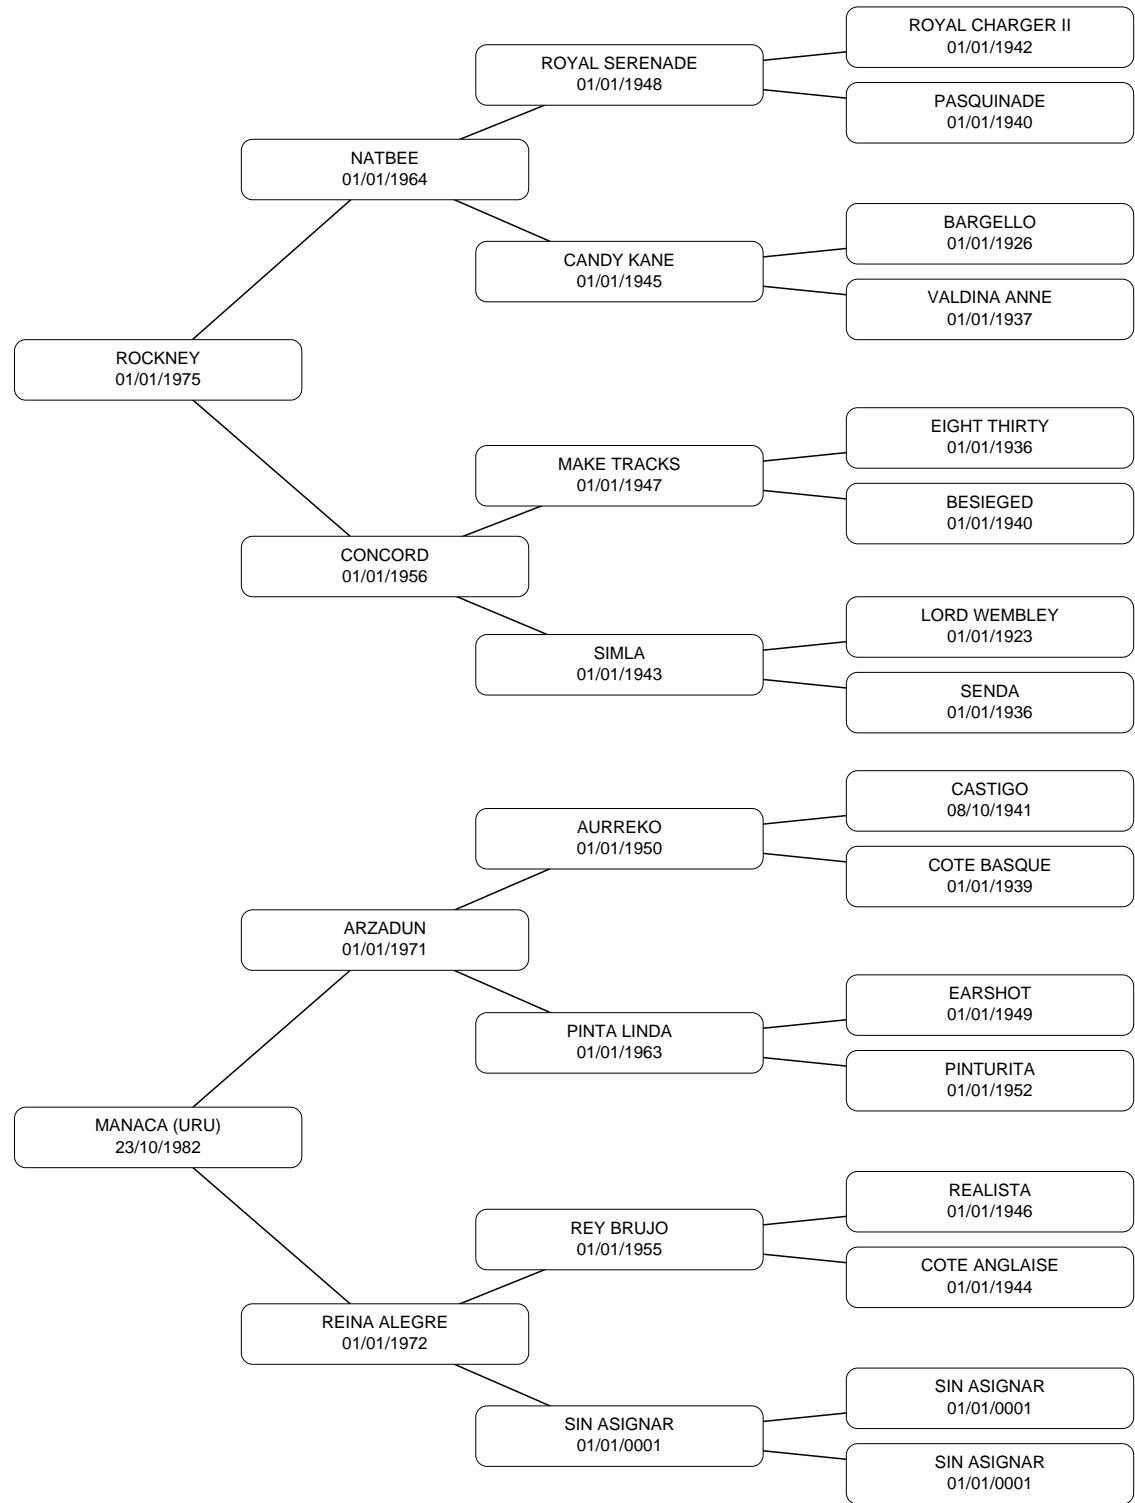 ROYAL CHARGER II
01/01/1942
ROYAL SERENADE
01/01/1948
PASQUINADE
01/01/1940
NATBEE
01/01/1964
BARGELLO
01/01/1926
CANDY KANE
01/01/1945
VALDINA ANNE
01/01/1937
ROCKNEY
01/01/1975
EIGHT THIRTY
01/01/1936
MAKE TRACKS
01/01/1947
BESIEGED
01/01/1940
CONCORD
01/01/1956
LORD WEMBLEY
01/01/1923
SIMLA
01/01/1943
SENDA
01/01/1936
CASTIGO
08/10/1941
AURREKO
01/01/1950
COTE BASQUE
01/01/1939
ARZADUN
01/01/1971
EARSHOT
01/01/1949
PINTA LINDA
01/01/1963
PINTURITA
01/01/1952
MANACA (URU)
23/10/1982
REALISTA
01/01/1946
REY BRUJO
01/01/1955
COTE ANGLAISE
01/01/1944
REINA ALEGRE
01/01/1972
SIN ASIGNAR
01/01/0001
SIN ASIGNAR
01/01/0001
SIN ASIGNAR
01/01/0001